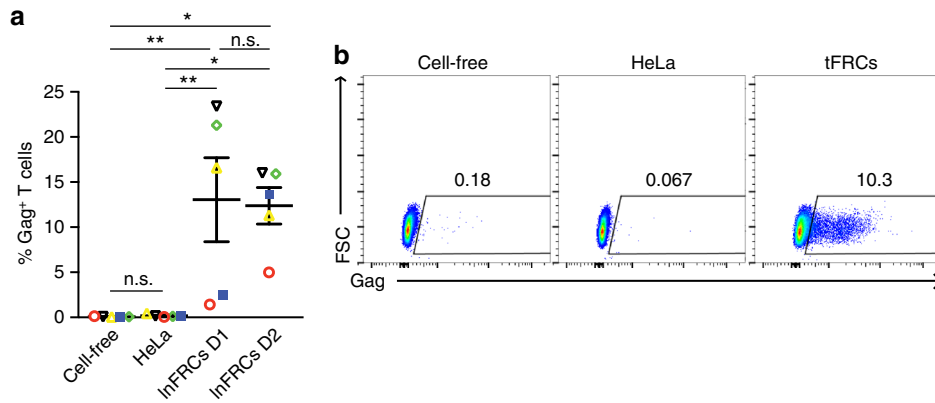 a
*
**
n.s.
*
**
25
20
15
10
5
0
% Gag+ T cells
n.s.
Cell-free
HeLa
lnFRCs D1
lnFRCs D2
b
Cell-free
HeLa
tFRCs
0.18
0.067
10.3
FSC
Gag